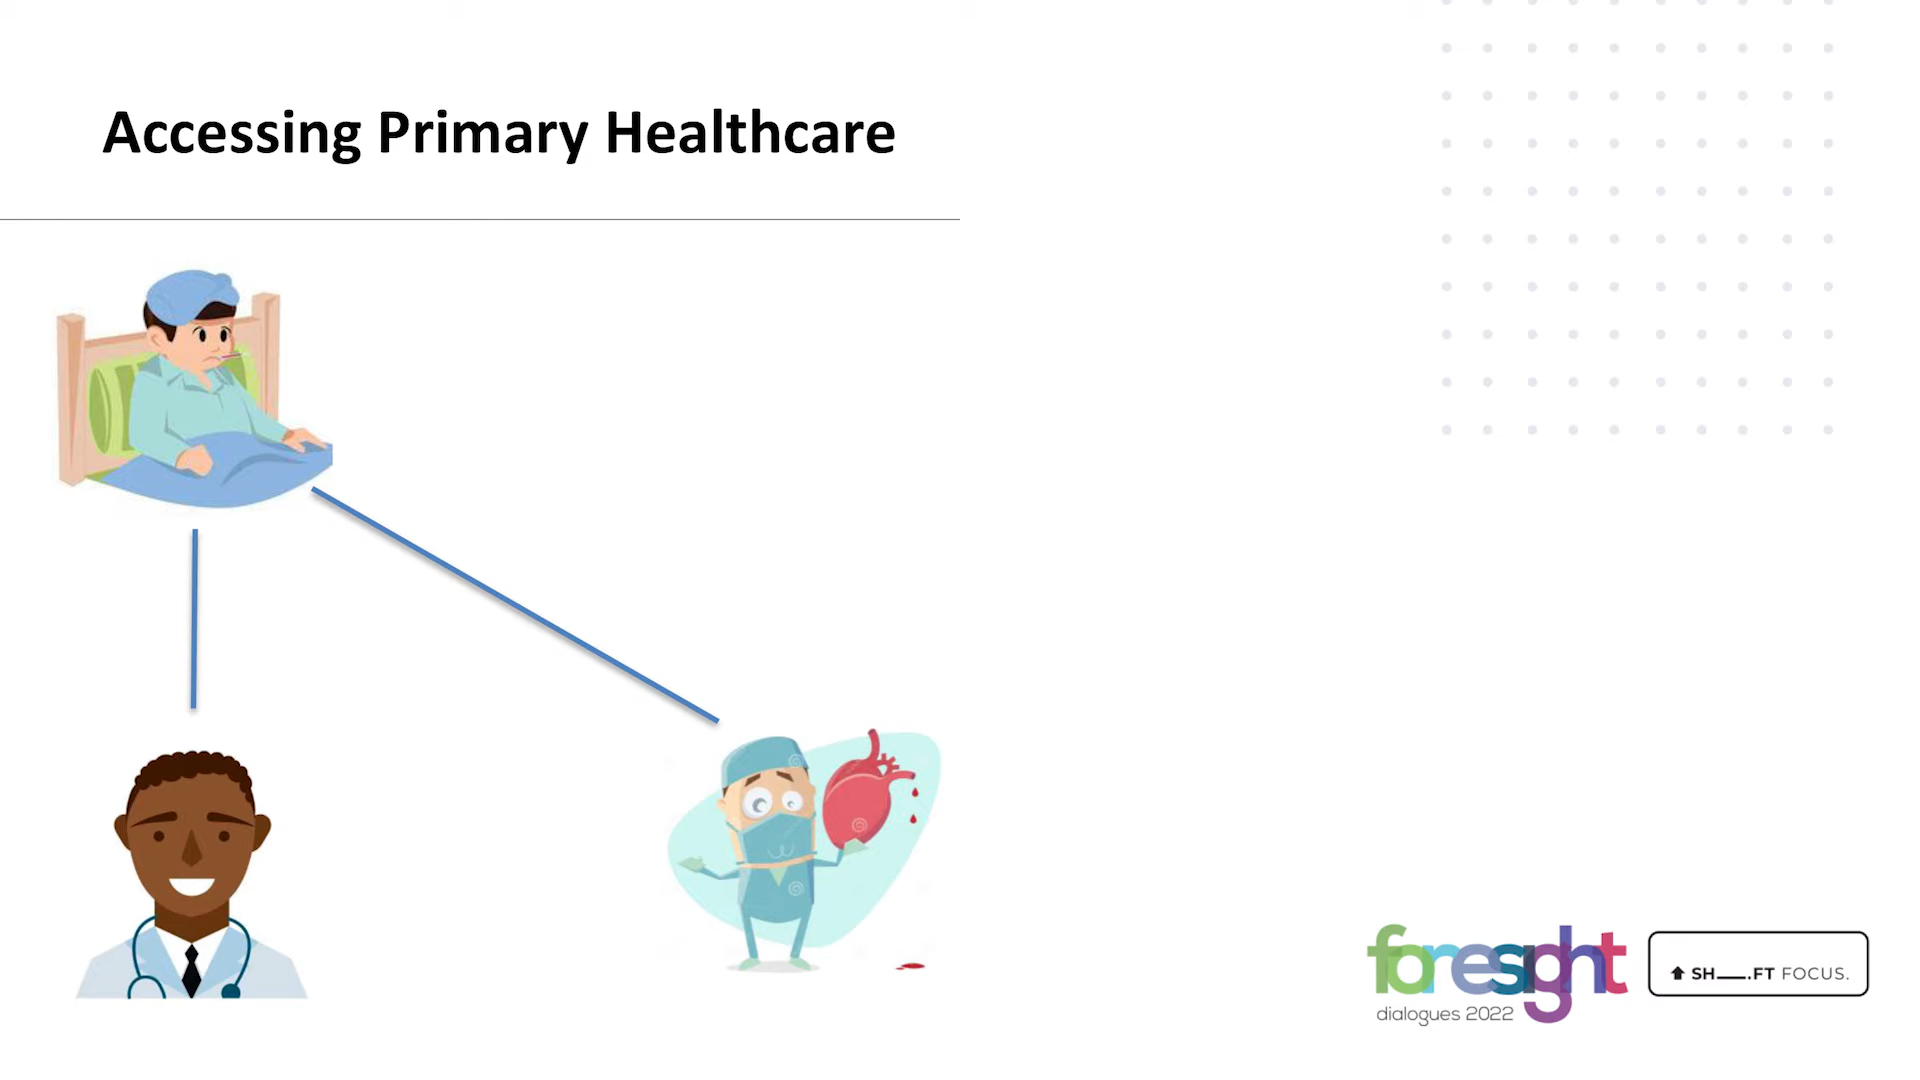 Accessing Primary Healthcare
foresight
dialogues 2022
SH__.FT FOCUS.